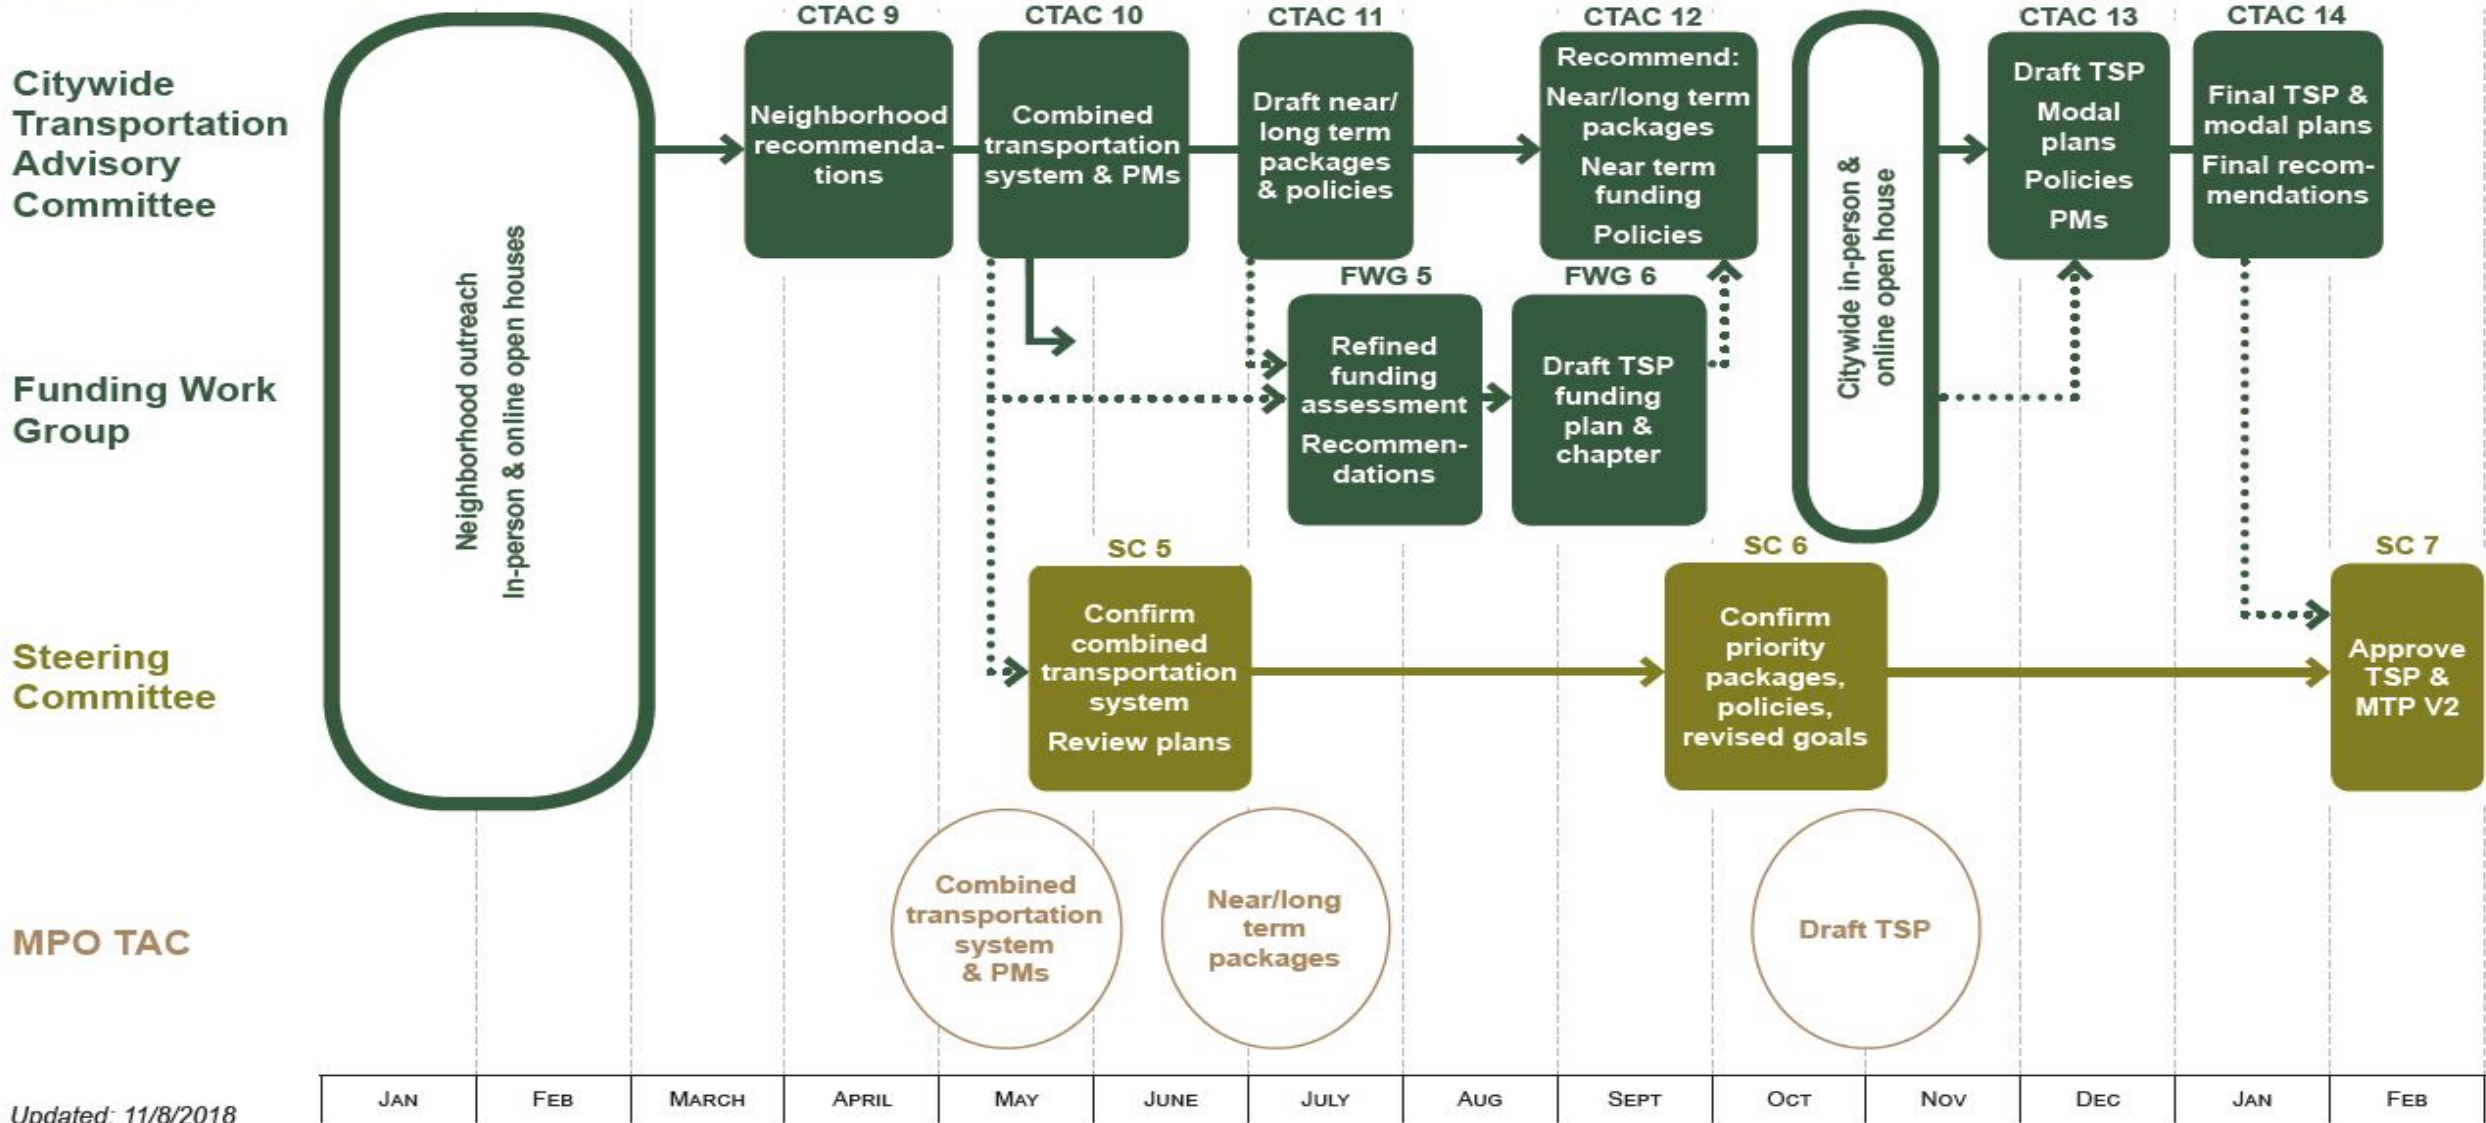 CTAC 9
CTAC 10
CTAC 11
CTAC 12
CTAC 13
CTAC 14
Citywide
Transportation
Advisory
Committee
Neighborhood outreach
In-person & online open houses
Neighborhood
recommenda-
tions
Combined
transportation
system & PMs
Draft near/
long term
packages
& policies
Recommend:
Near/long term
packages
Near term
funding
Policies
Citywide in-person &
online open house
Draft TSP
Modal
plans
Policies
PMs
Final TSP &
modal plans
Final recom-
mendations
Funding Work
Group
FWG 5
Refined
funding
assessment
Recommen-
dations
FWG 6
Draft TSP
funding
plan &
chapter
Steering
Committee
SC 5
Confirm
combined
transportation
system
Review plans
SC 6
Confirm
priority
packages,
policies,
revised goals
SC 7
Approve
TSP &
MTP V2
MPO TAC
Combined
transportation
system
& PMs
Near/long
term
packages
Draft TSP
Updated: 11/8/2018
JAN
FEB
MARCH
APRIL
MAY
JUNE
JULY
AUG
SEPT
OCT
NOV
DEC
JAN
FEB